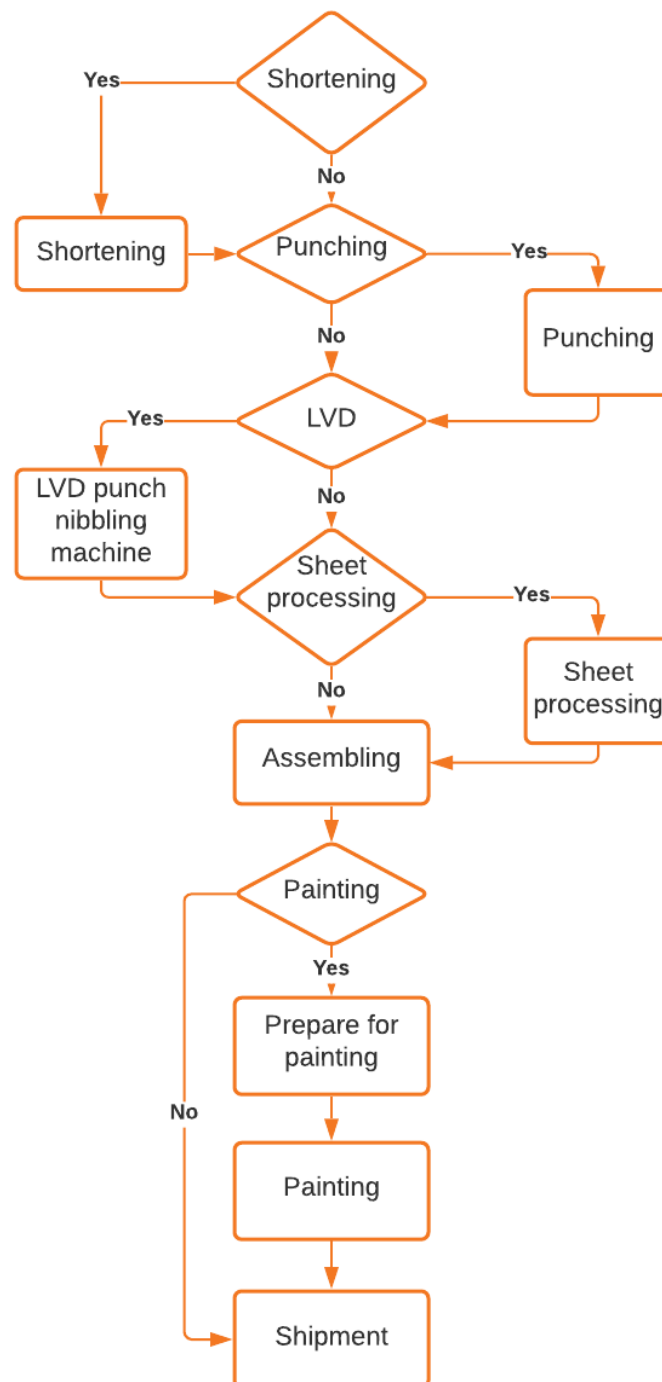 Shortening
Yes
No
Shortening
Punching
Yes
Punching
No
LVD
Yes
LVD punch
nibbling
machine
No
Sheet
processing
Yes
Sheet
processing
No
Assembling
Painting
Yes
Prepare for
painting
No
Painting
Shipment